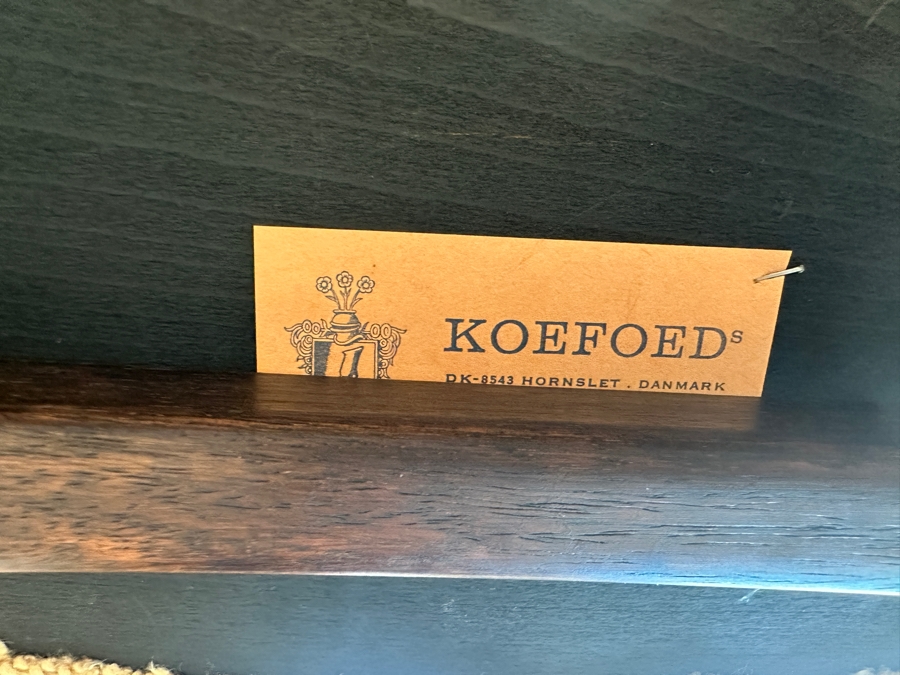 KOEFOEDs
DK-8543 HORNSLET . DANMARK